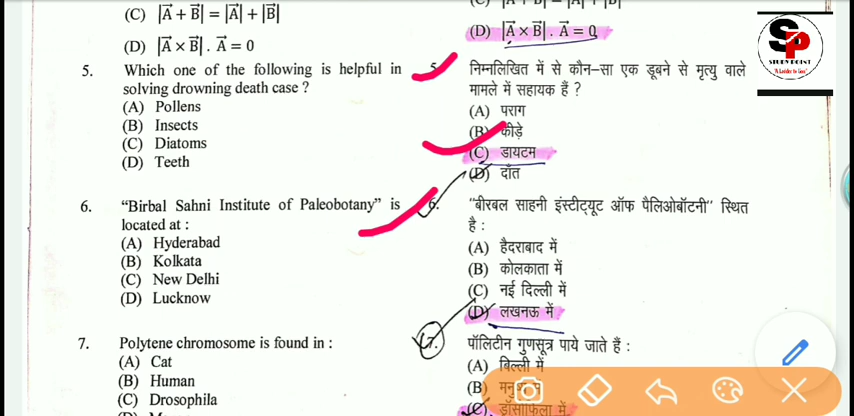 (C) |A⃗ + B⃗| = |A⃗| + |B⃗|
(D) |A⃗ × B⃗| . A⃗ = 0
5. Which one of the following is helpful in
solving drowning death case ?
(A) Pollens
(B) Insects
(C) Diatoms
(D) Teeth
6. “Birbal Sahni Institute of Paleobotany” is
located at :
(A) Hyderabad
(B) Kolkata
(C) New Delhi
(D) Lucknow
7. Polytene chromosome is found in :
(A) Cat
(B) Human
(C) Drosophila
(D) |A⃗ × B⃗| . A⃗ = 0
5. निम्नलिखित में से कौन-सा एक डूबने से मृत्यु वाले
मामले में सहायक हैं ?
(A) पराग
(B) कीड़े
(C) डायटम
(D) दाँत
6. “बीरबल साहनी इंस्टीट्यूट ऑफ पैलिओबॉटनी” स्थित
है :
(A) हैदराबाद में
(B) कोलकाता में
(C) नई दिल्ली में
(D) लखनऊ में
7. पॉलिटीन गुणसूत्र पाये जाते हैं :
(A) बिल्ली में
(B)
(C) ड्रॉसोफिला में
SP
STUDY POINT